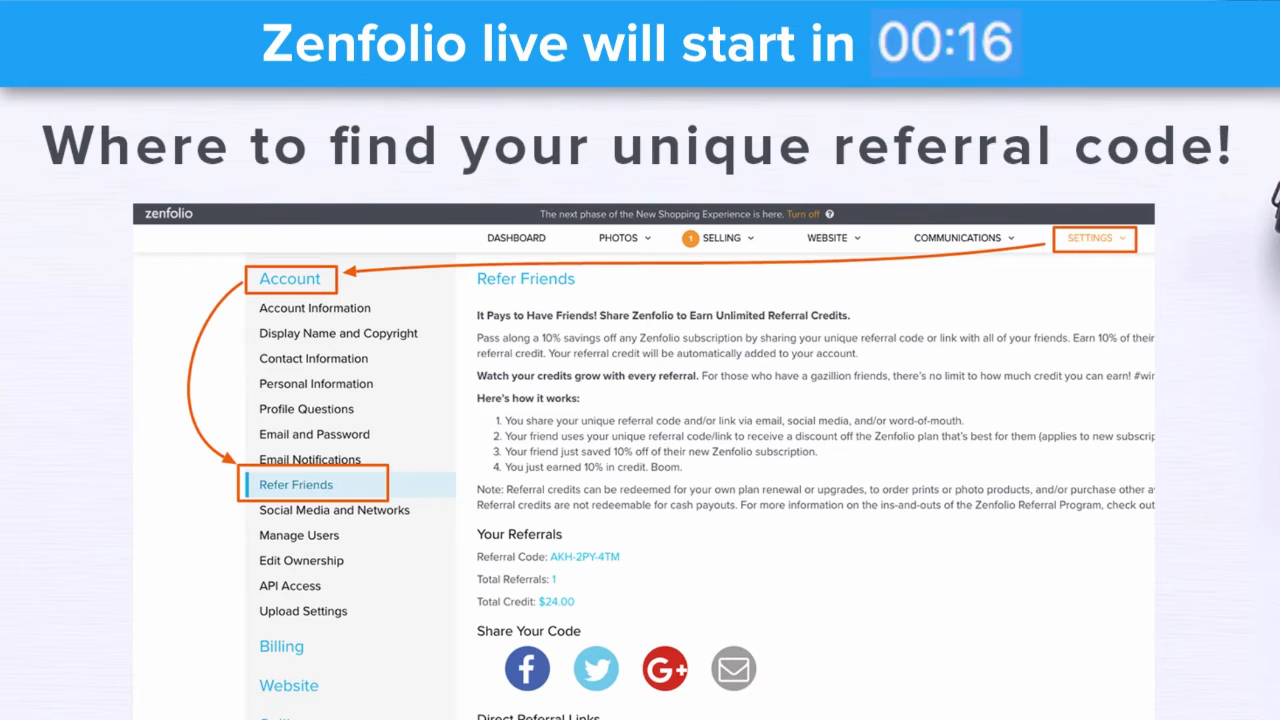 Zenfolio live will start in 00:16
Where to find your unique referral code!
zenfolio
The next phase of the New Shopping Experience is here. Turn off ?
DASHBOARD
PHOTOS
1 SELLING
WEBSITE
COMMUNICATIONS
SETTINGS
Account
Account Information
Display Name and Copyright
Contact Information
Personal Information
Profile Questions
Email and Password
Email Notifications
Refer Friends
Social Media and Networks
Manage Users
Edit Ownership
API Access
Upload Settings
Billing
Website
Refer Friends
It Pays to Have Friends! Share Zenfolio to Earn Unlimited Referral Credits.
Pass along a 10% savings off any Zenfolio subscription by sharing your unique referral code or link with all of your friends. Earn 10% of their
referral credit. Your referral credit will be automatically added to your account.
Watch your credits grow with every referral. For those who have a gazillion friends, there's no limit to how much credit you can earn! #wir
Here's how it works:
1. You share your unique referral code and/or link via email, social media, and/or word-of-mouth.
2. Your friend uses your unique referral code/link to receive a discount off the Zenfolio plan that's best for them (applies to new subscrip
3. Your friend just saved 10% off of their new Zenfolio subscription.
4. You just earned 10% in credit. Boom.
Note: Referral credits can be redeemed for your own plan renewal or upgrades, to order prints or photo products, and/or purchase other a
Referral credits are not redeemable for cash payouts. For more information on the ins-and-outs of the Zenfolio Referral Program, check out
Your Referrals
Referral Code: AKH-2PY-4TM
Total Referrals: 1
Total Credit: $24.00
Share Your Code
f
G+
Direct Referral Links